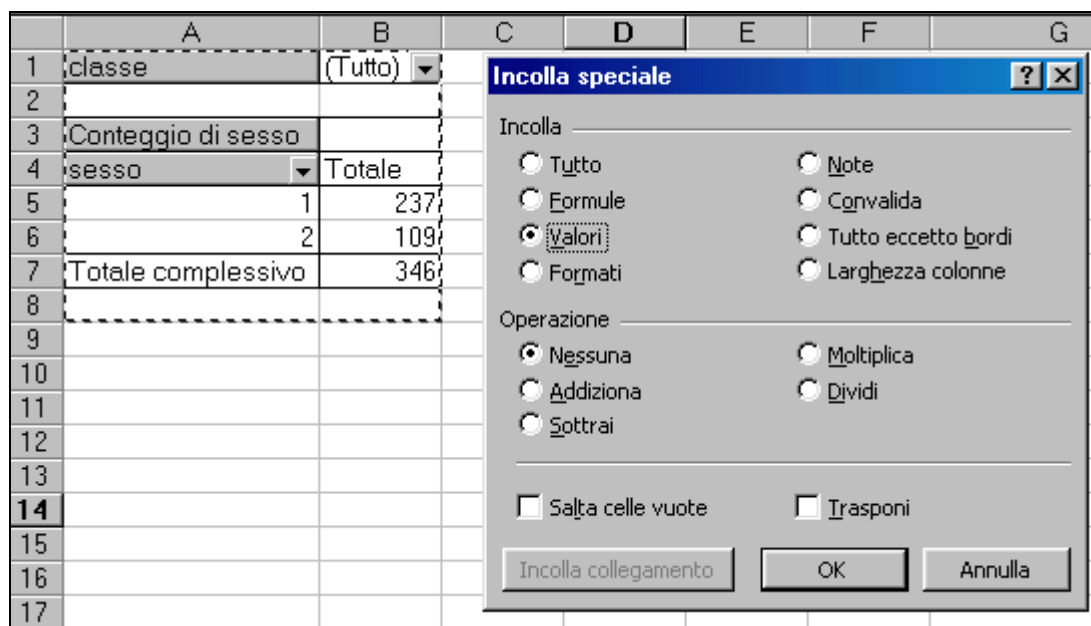 A B C D E F G
1 classe (Tutto)
2
3 Conteggio di sesso
4 sesso Totale
5 1 237
6 2 109
7 Totale complessivo 346
8
9
10
11
12
13
14
15
16
17
Incolla speciale
Incolla
Tutto Note
Formule Convalida
Valori Tutto eccetto bordi
Formati Larghezza colonne
Operazione
Nessuna Moltiplica
Addiziona Dividi
Sottrai
Salta celle vuote Trasponi
Incolla collegamento OK Annulla